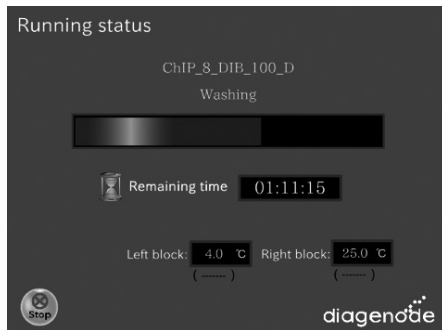 Running status
ChIP_8_DIB_100_D
Washing
Remaining time 01:11:15
Left block: 4.0 ℃ Right block: 25.0 ℃
( ------- ) ( ------- )
Stop
diagenode